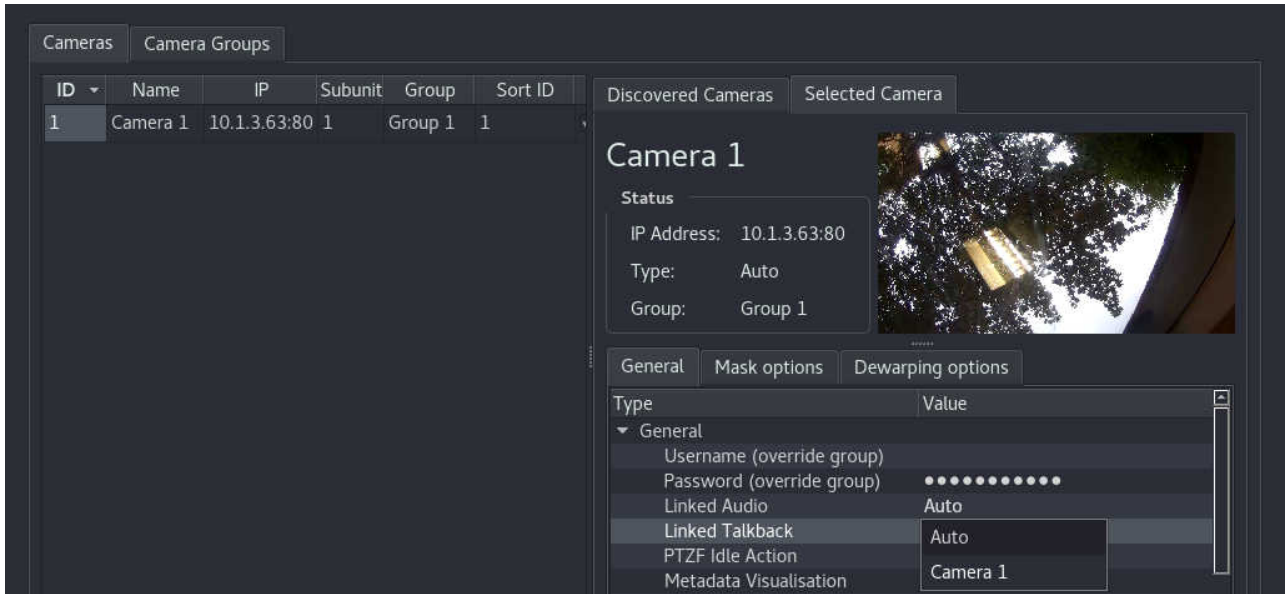 Cameras Camera Groups
ID Name IP Subunit Group Sort ID
1 Camera 1 10.1.3.63:80 1 Group 1 1
Discovered Cameras Selected Camera
Camera 1
Status
IP Address: 10.1.3.63:80
Type: Auto
Group: Group 1
General Mask options Dewarping options
Type Value
General
Username (override group)
Password (override group) ●●●●●●●●●●●
Linked Audio Auto
Linked Talkback Auto
PTZF Idle Action
Camera 1
Metadata Visualisation